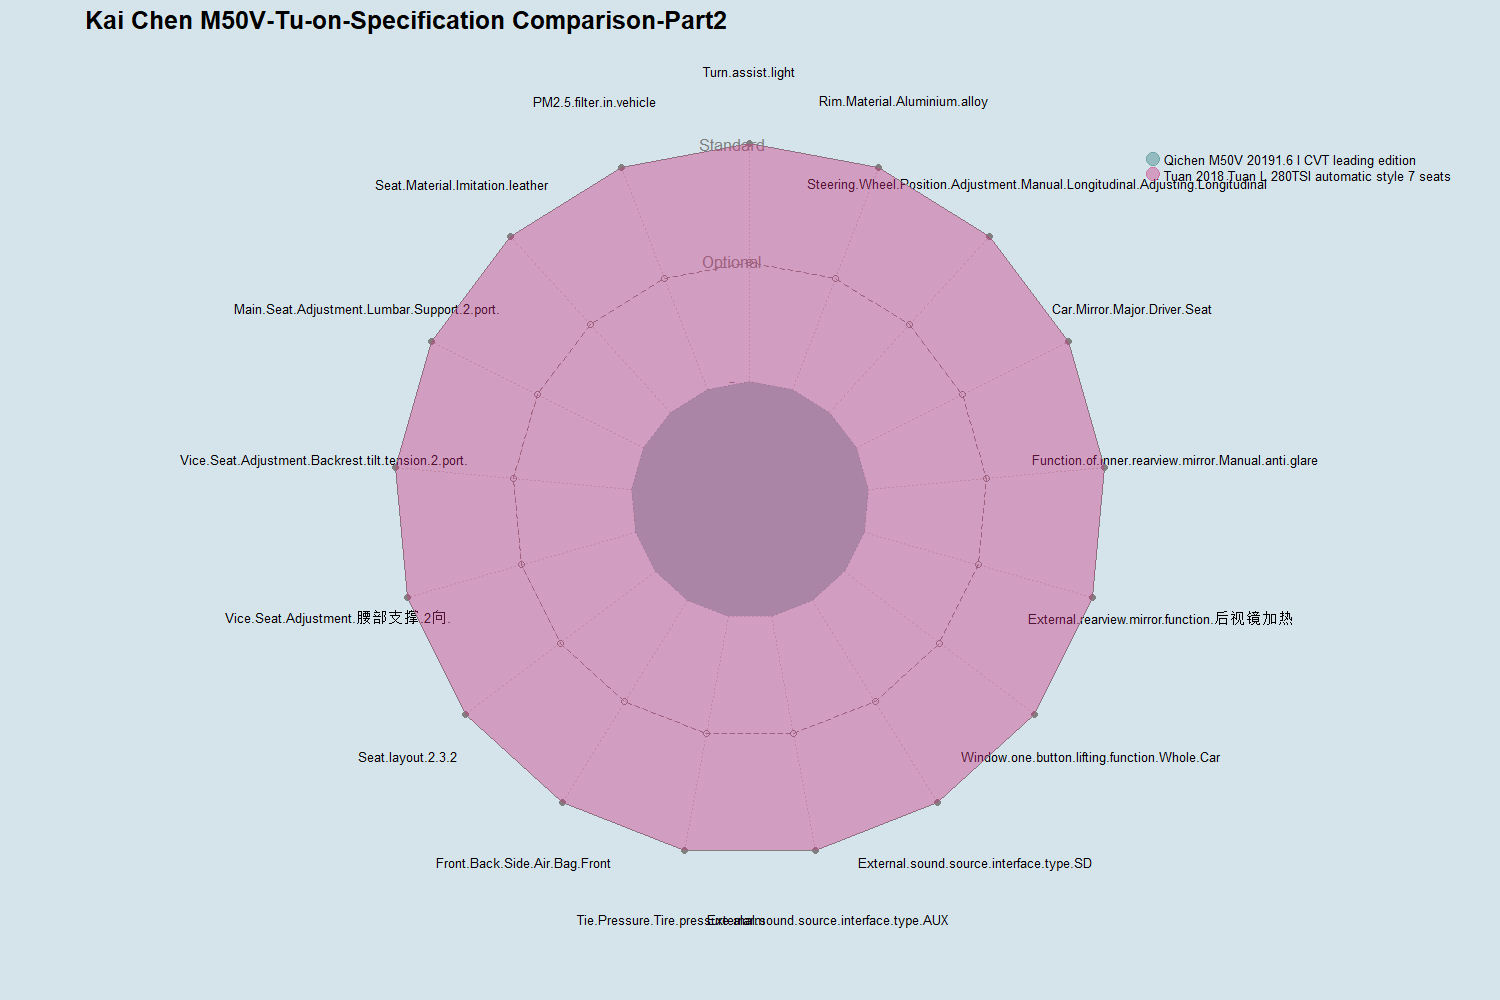 Kai Chen M50V-Tu-on-Specification Comparison-Part2
Turn.assist.light
PM2.5.filter.in.vehicle
Rim.Material.Aluminium.alloy
Standard
Qichen M50V 20191.6 l CVT leading edition
Tuan 2018 Tuan L 280TSI automatic style 7 seats
Seat.Material.Imitation.leather
Steering.Wheel.Position.Adjustment.Manual.Longitudinal.Adjusting.Longitudinal
Optional
Main.Seat.Adjustment.Lumbar.Support.2.port.
Car.Mirror.Major.Driver.Seat
-
Vice.Seat.Adjustment.Backrest.tilt.tension.2.port.
Function.of.inner.rearview.mirror.Manual.anti.glare
Vice.Seat.Adjustment.腰部支撑.2向.
External.rearview.mirror.function.后视镜加热
Seat.layout.2.3.2
Window.one.button.lifting.function.Whole.Car
Front.Back.Side.Air.Bag.Front
External.sound.source.interface.type.SD
Tie.Pressure.Tire.pressure.alarm
External.sound.source.interface.type.AUX